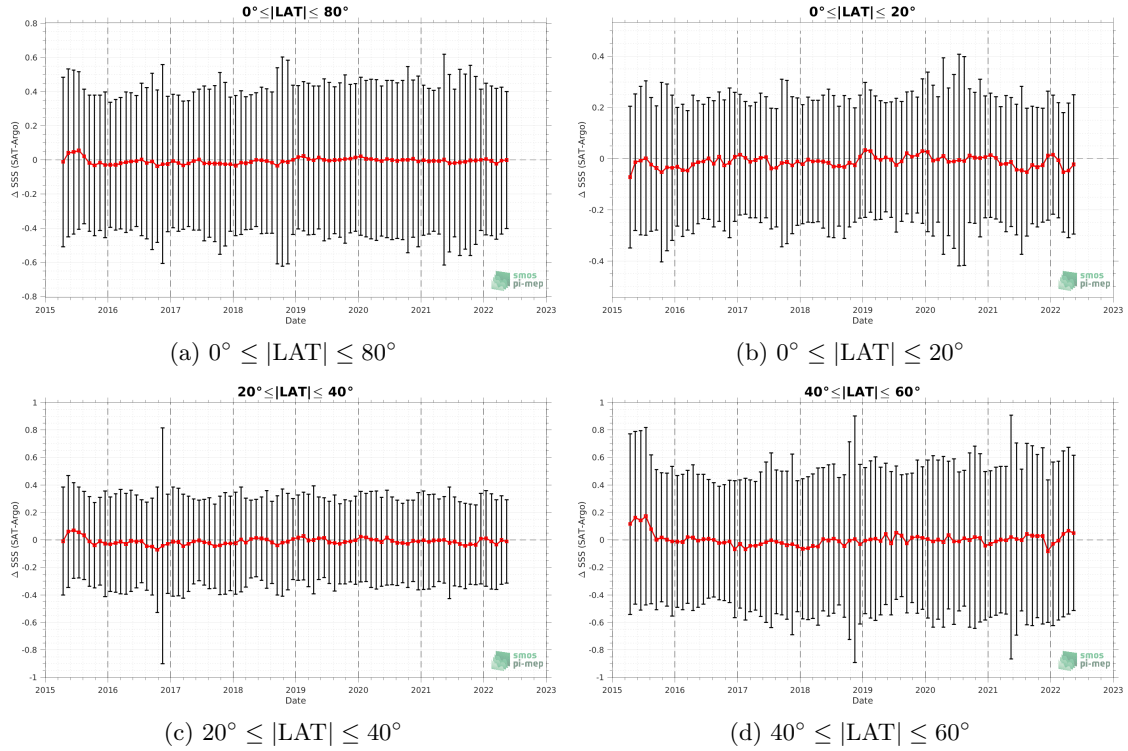 0°≤|LAT|≤ 80°
0.8
0.6
0.4
0.2
0
-0.2
-0.4
-0.6
-0.8
Δ SSS (SAT-Argo)
2015 2016 2017 2018 2019 2020 2021 2022 2023
Date
smos
pi-mep
(a) 0° ≤ |LAT| ≤ 80°
0°≤|LAT|≤ 20°
0.4
0.2
0
-0.2
-0.4
Δ SSS (SAT-Argo)
2015 2016 2017 2018 2019 2020 2021 2022 2023
Date
smos
pi-mep
(b) 0° ≤ |LAT| ≤ 20°
20°≤|LAT|≤ 40°
1
0.8
0.6
0.4
0.2
0
-0.2
-0.4
-0.6
-0.8
-1
Δ SSS (SAT-Argo)
2015 2016 2017 2018 2019 2020 2021 2022 2023
Date
smos
pi-mep
(c) 20° ≤ |LAT| ≤ 40°
40°≤|LAT|≤ 60°
1
0.8
0.6
0.4
0.2
0
-0.2
-0.4
-0.6
-0.8
-1
Δ SSS (SAT-Argo)
2015 2016 2017 2018 2019 2020 2021 2022 2023
Date
smos
pi-mep
(d) 40° ≤ |LAT| ≤ 60°